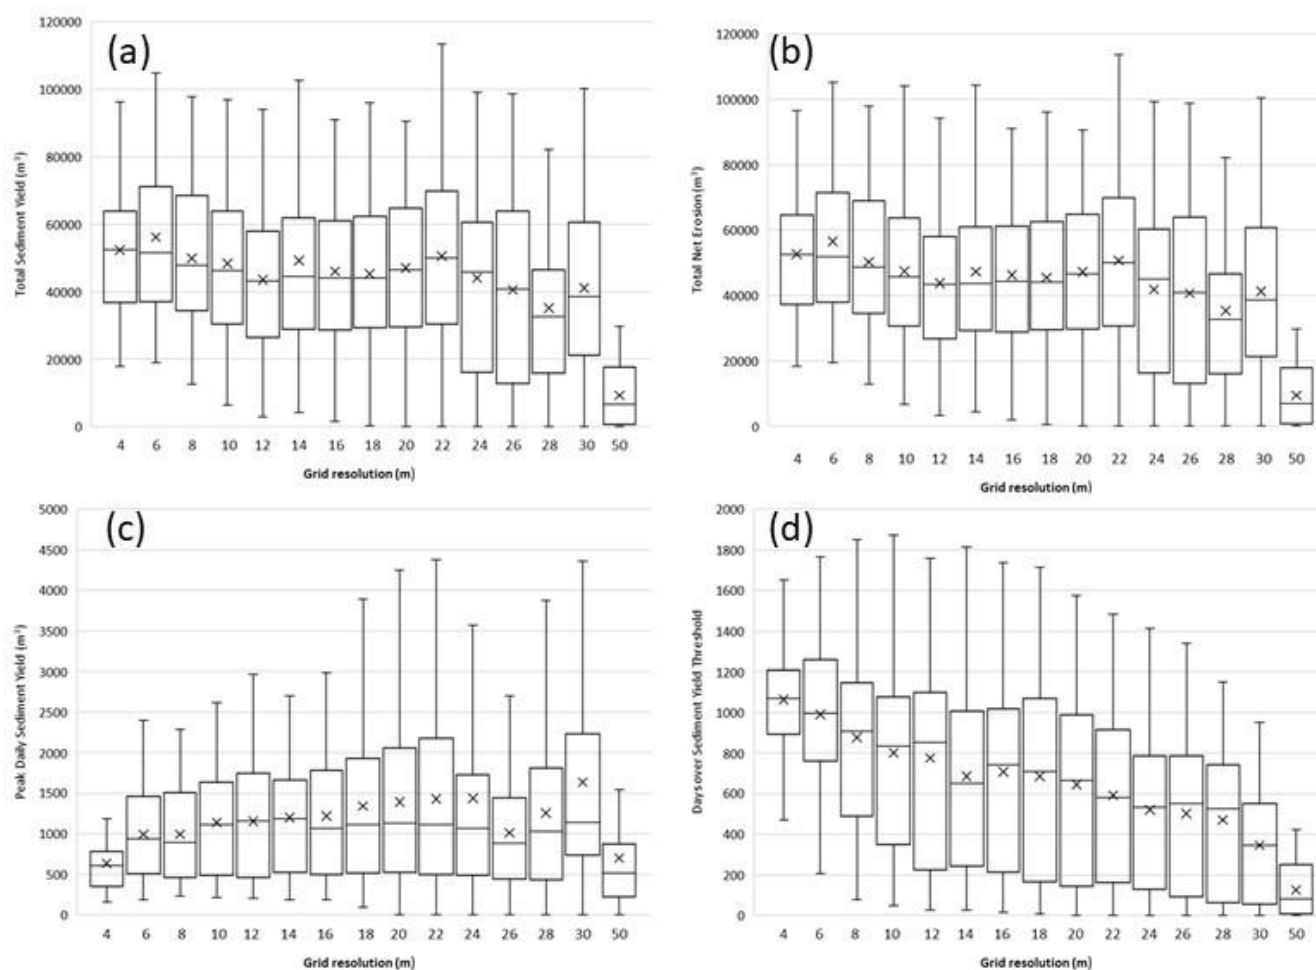 (a)
Total Sediment Yield (m³)
120000
100000
80000
60000
40000
20000
0
4 6 8 10 12 14 16 18 20 22 24 26 28 30 50
Grid resolution (m)
(b)
Total Net Erosion (m³)
120000
100000
80000
60000
40000
20000
0
4 6 8 10 12 14 16 18 20 22 24 26 28 30 50
Grid resolution (m)
(c)
Peak Daily Sediment Yield (m³)
5000
4500
4000
3500
3000
2500
2000
1500
1000
500
0
4 6 8 10 12 14 16 18 20 22 24 26 28 30 50
Grid resolution (m)
(d)
Days over Sediment Yield Threshold
2000
1800
1600
1400
1200
1000
800
600
400
200
0
4 6 8 10 12 14 16 18 20 22 24 26 28 30 50
Grid resolution (m)